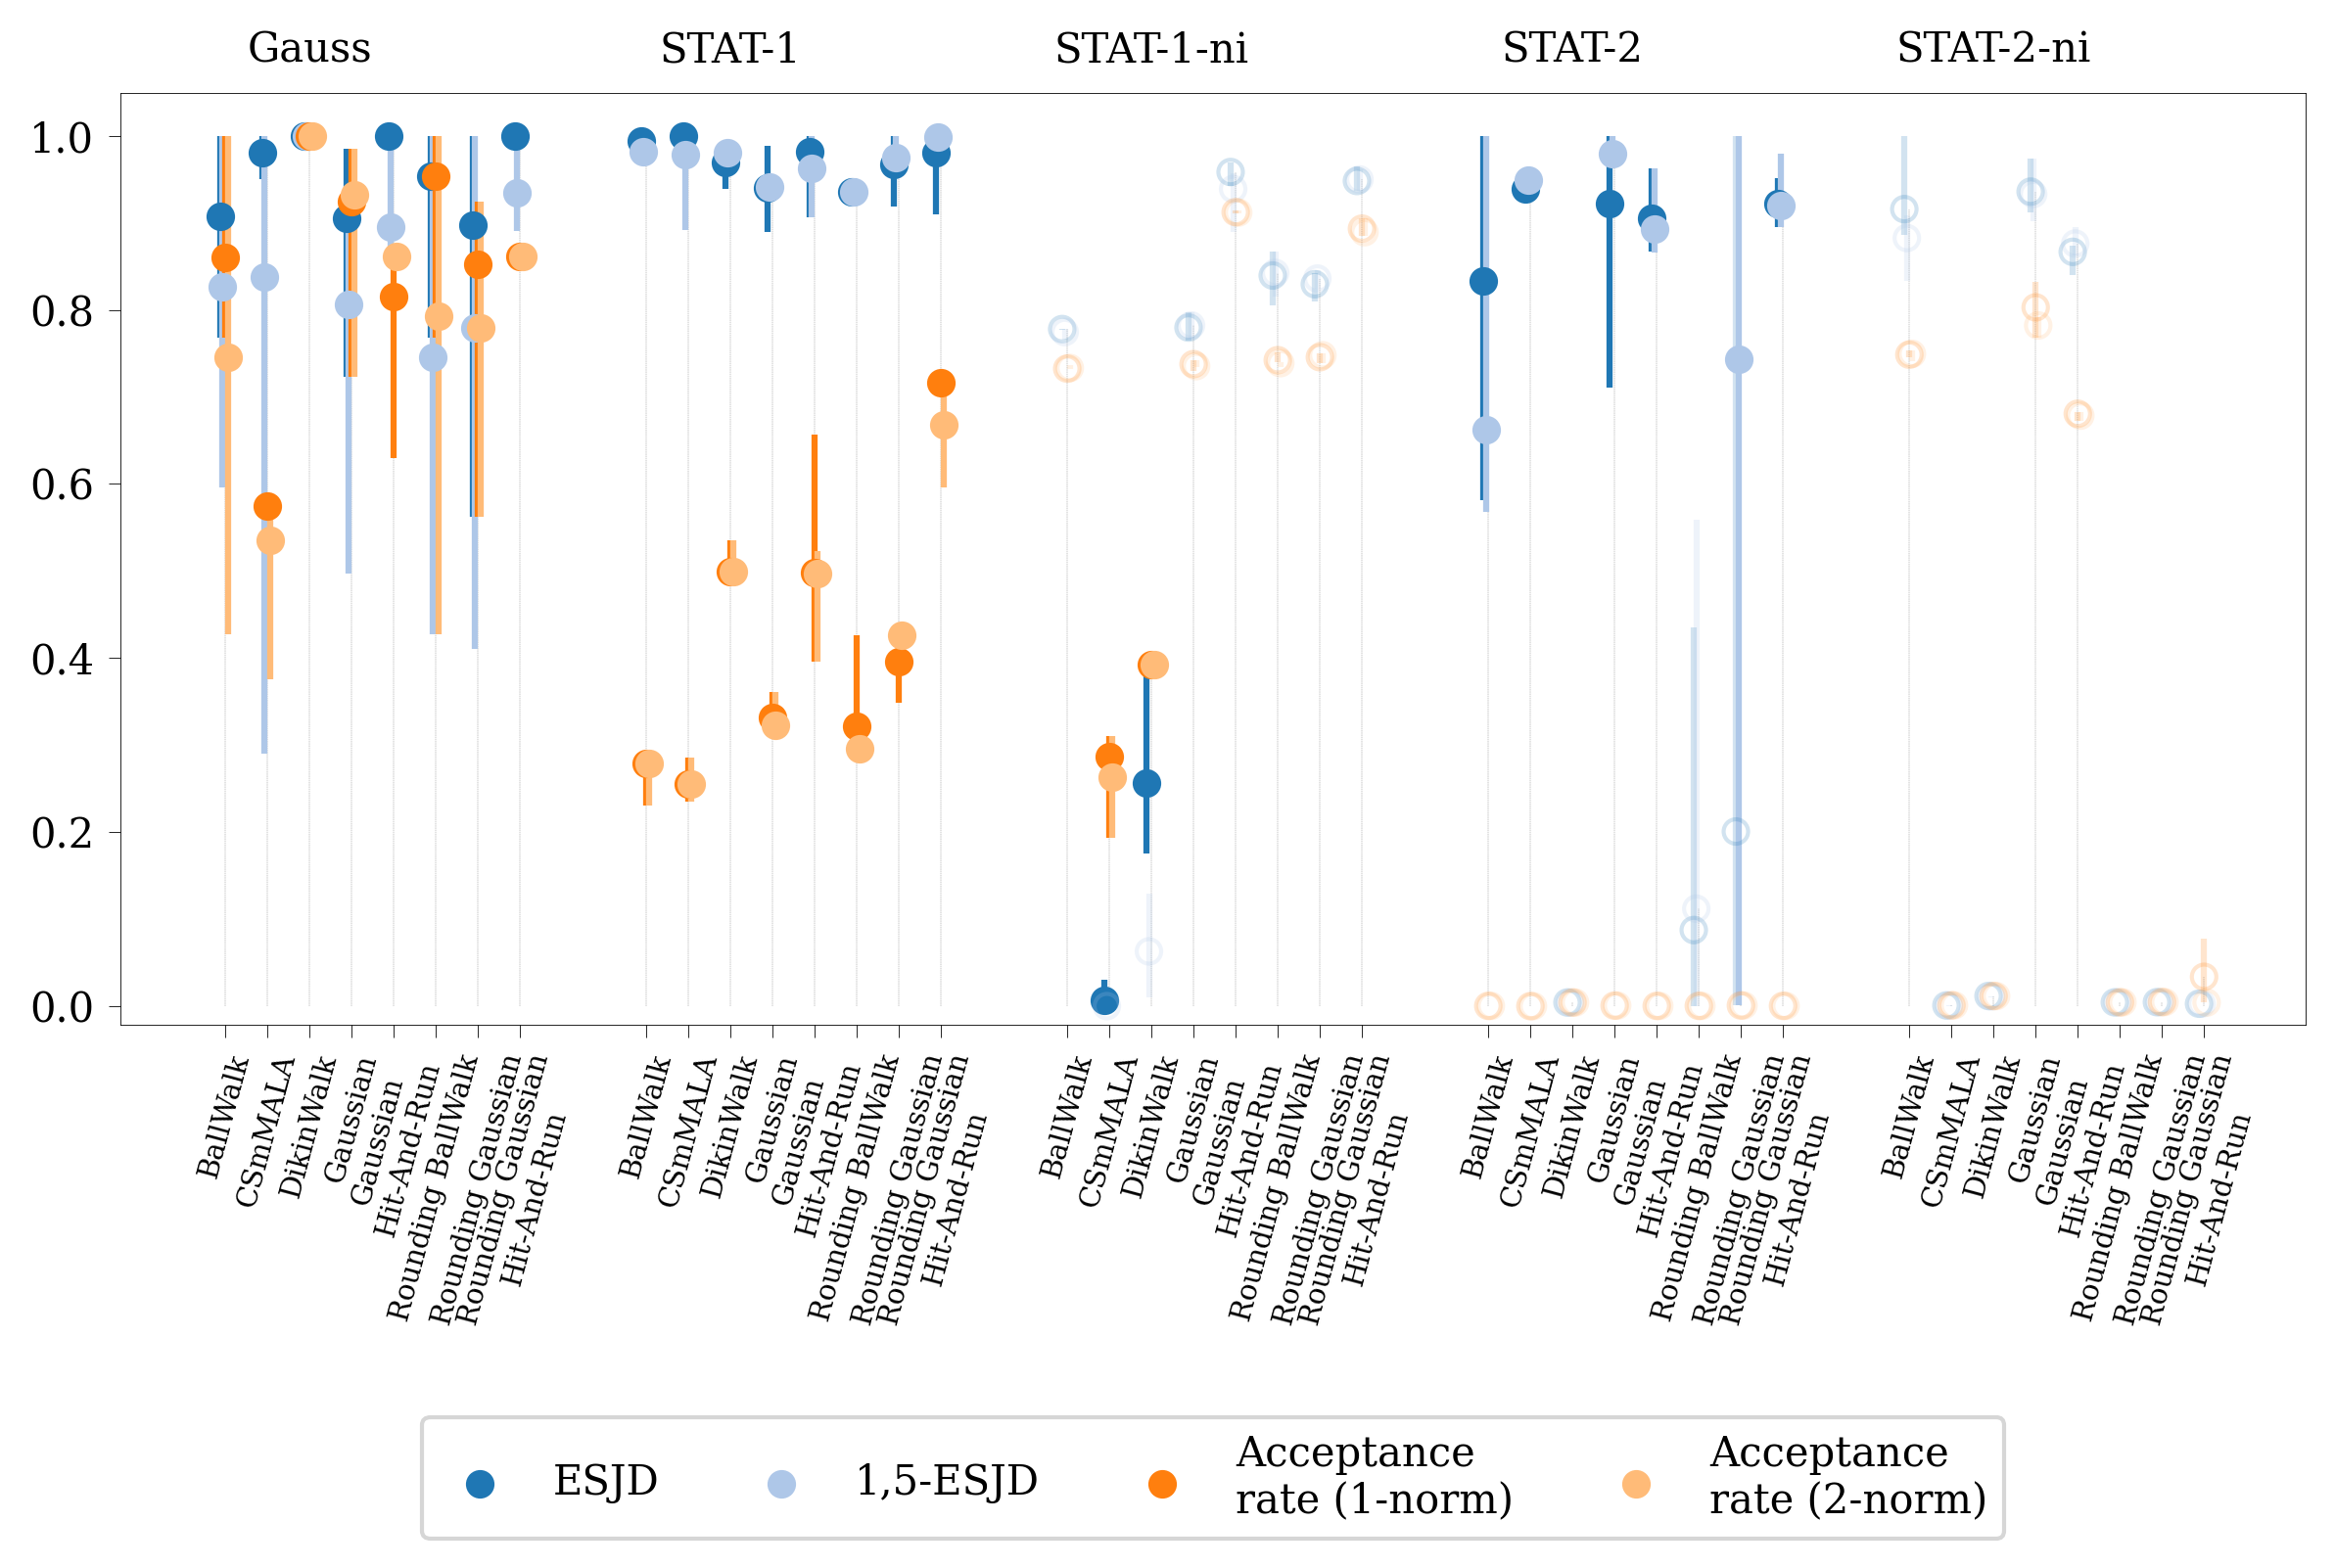 Gauss
STAT-1
STAT-1-ni
STAT-2
STAT-2-ni
1.0
0.8
0.6
0.4
0.2
0.0
BallWalk
CSmMALA
DikinWalk
Gaussian
Gaussian
Hit-And-Run
Rounding BallWalk
Rounding Gaussian
Rounding Gaussian
Hit-And-Run
BallWalk
CSmMALA
DikinWalk
Gaussian
Gaussian
Hit-And-Run
Rounding BallWalk
Rounding Gaussian
Rounding Gaussian
Hit-And-Run
BallWalk
CSmMALA
DikinWalk
Gaussian
Gaussian
Hit-And-Run
Rounding BallWalk
Rounding Gaussian
Rounding Gaussian
Hit-And-Run
BallWalk
CSmMALA
DikinWalk
Gaussian
Gaussian
Hit-And-Run
Rounding BallWalk
Rounding Gaussian
Rounding Gaussian
Hit-And-Run
BallWalk
CSmMALA
DikinWalk
Gaussian
Gaussian
Hit-And-Run
Rounding BallWalk
Rounding Gaussian
Rounding Gaussian
Hit-And-Run
ESJD
1,5-ESJD
Acceptance
rate (1-norm)
Acceptance
rate (2-norm)